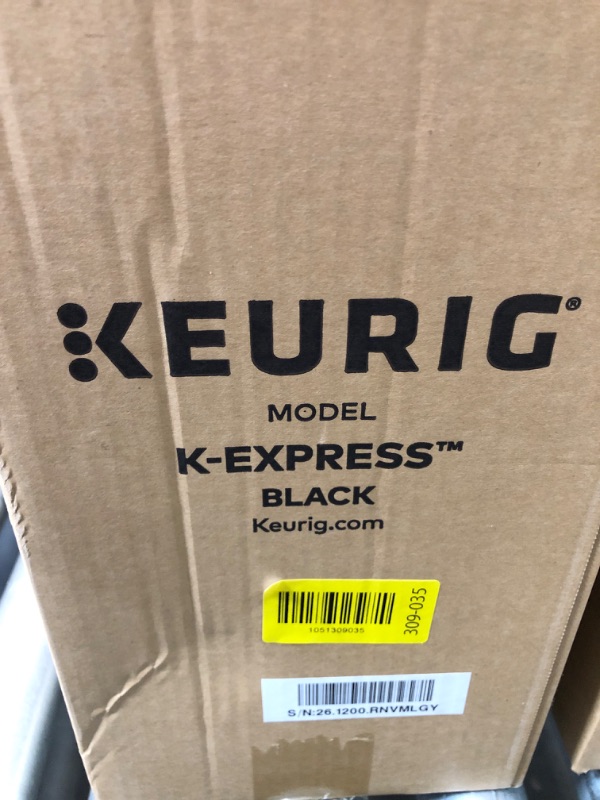 KEURIG®
MODEL
K-EXPRESS™
BLACK
Keurig.com
309-035
1051309035
S/N:26.1200.RNVMLGY